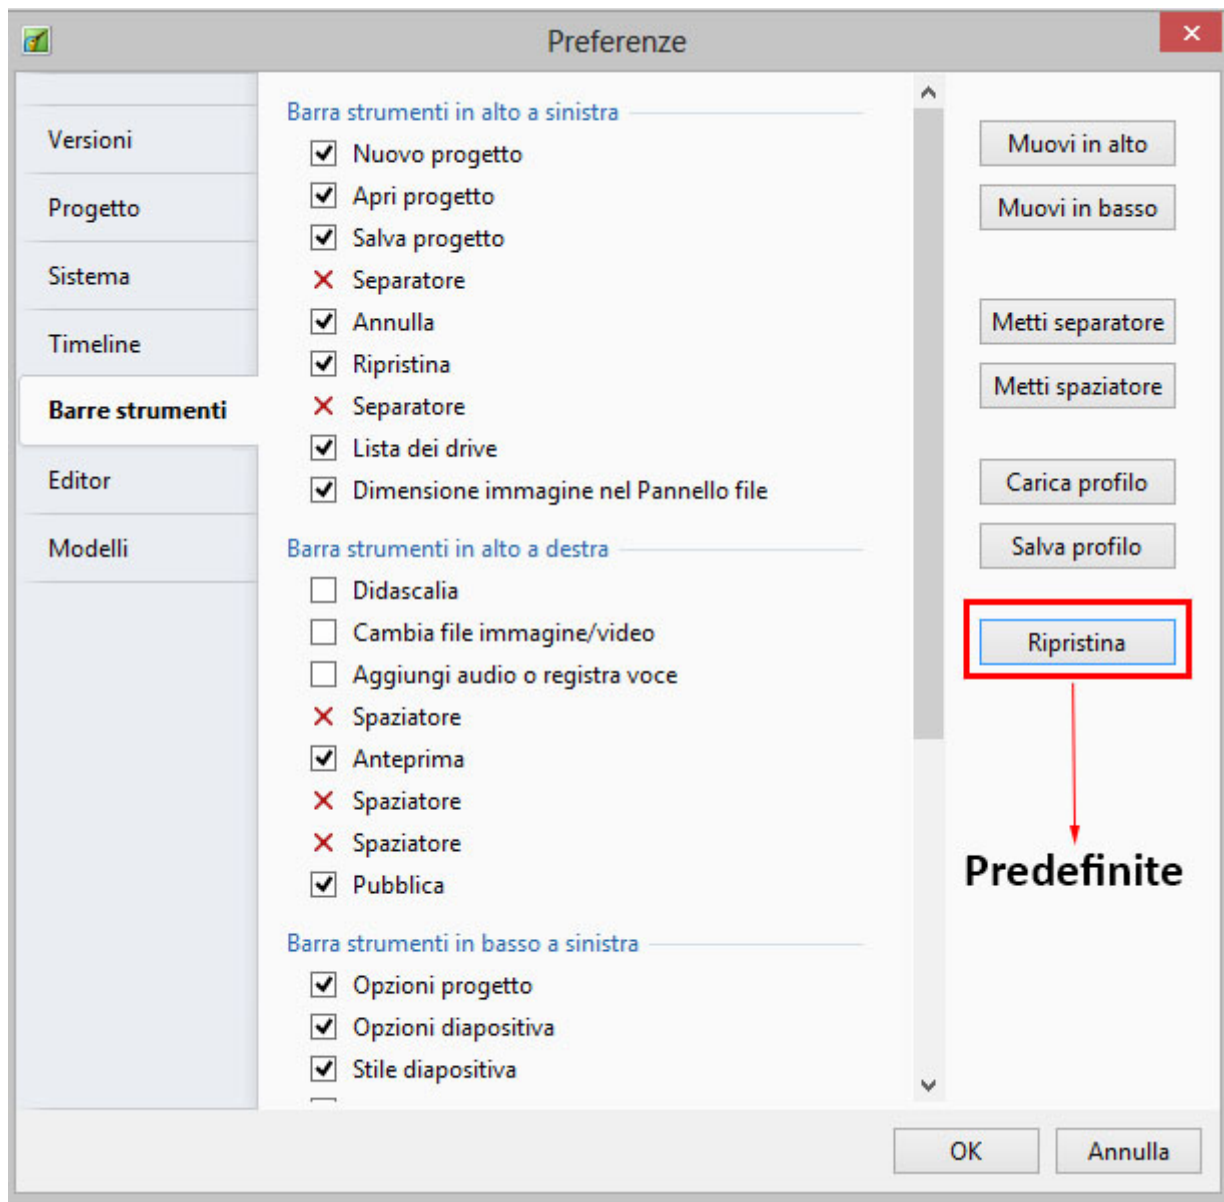 Preferenze
Versioni
Progetto
Sistema
Timeline
Barre strumenti
Editor
Modelli
Barra strumenti in alto a sinistra
Nuovo progetto
Apri progetto
Salva progetto
Separatore
Annulla
Ripristina
Separatore
Lista dei drive
Dimensione immagine nel Pannello file
Barra strumenti in alto a destra
Didascalia
Cambia file immagine/video
Aggiungi audio o registra voce
Spaziatore
Anteprima
Spaziatore
Spaziatore
Pubblica
Barra strumenti in basso a sinistra
Opzioni progetto
Opzioni diapositiva
Stile diapositiva
Muovi in alto
Muovi in basso
Metti separatore
Metti spaziatore
Carica profilo
Salva profilo
Ripristina
Predefinite
OK
Annulla